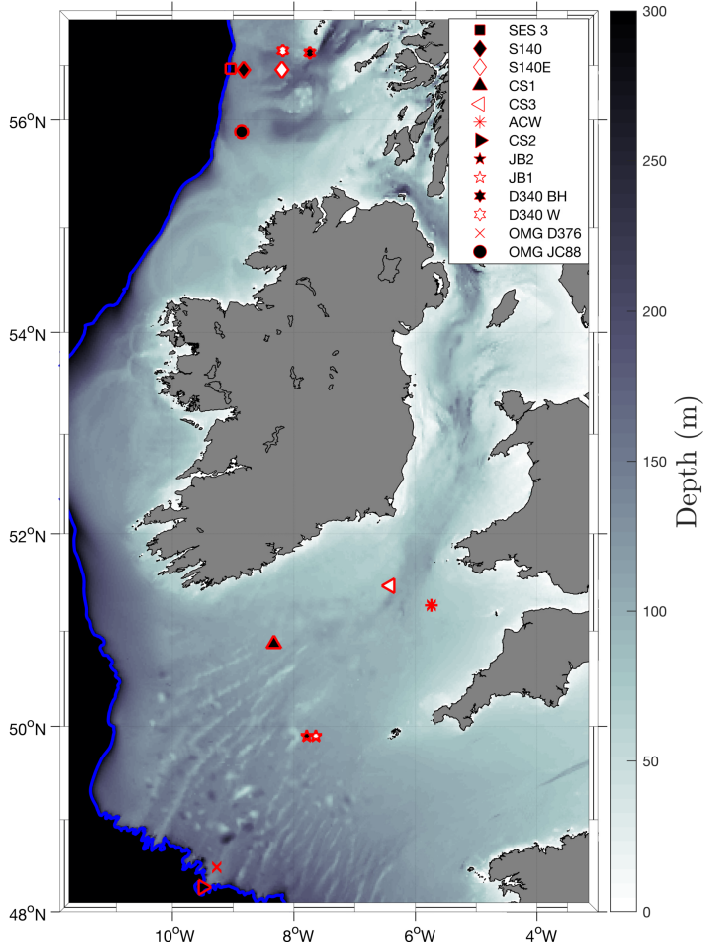 SES 3
S140
S140E
CS1
CS3
ACW
CS2
JB2
JB1
D340 BH
D340 W
OMG D376
OMG JC88
56°N
54°N
52°N
50°N
48°N
10°W
8°W
6°W
4°W
300
250
200
150
100
50
0
Depth (m)